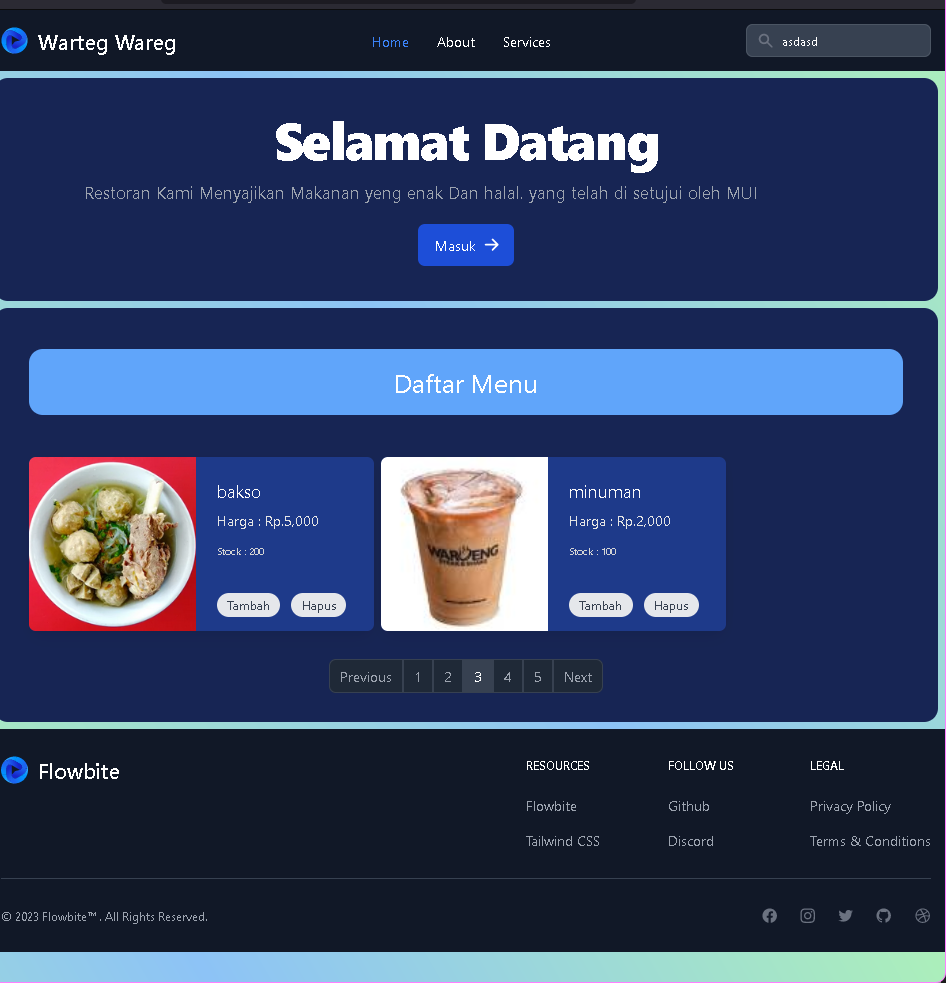 Warteg Wareg
Home About Services
asdasd
Selamat Datang
Restoran Kami Menyajikan Makanan yeng enak Dan halal. yang telah di setujui oleh MUI
Masuk
Daftar Menu
bakso
Harga : Rp.5,000
Stock : 200
Tambah Hapus
WAROENG
minuman
Harga : Rp.2,000
Stock : 100
Tambah Hapus
Previous 1 2 3 4 5 Next
Flowbite
RESOURCES
Flowbite
Tailwind CSS
FOLLOW US
Github
Discord
LEGAL
Privacy Policy
Terms & Conditions
© 2023 Flowbite™. All Rights Reserved.